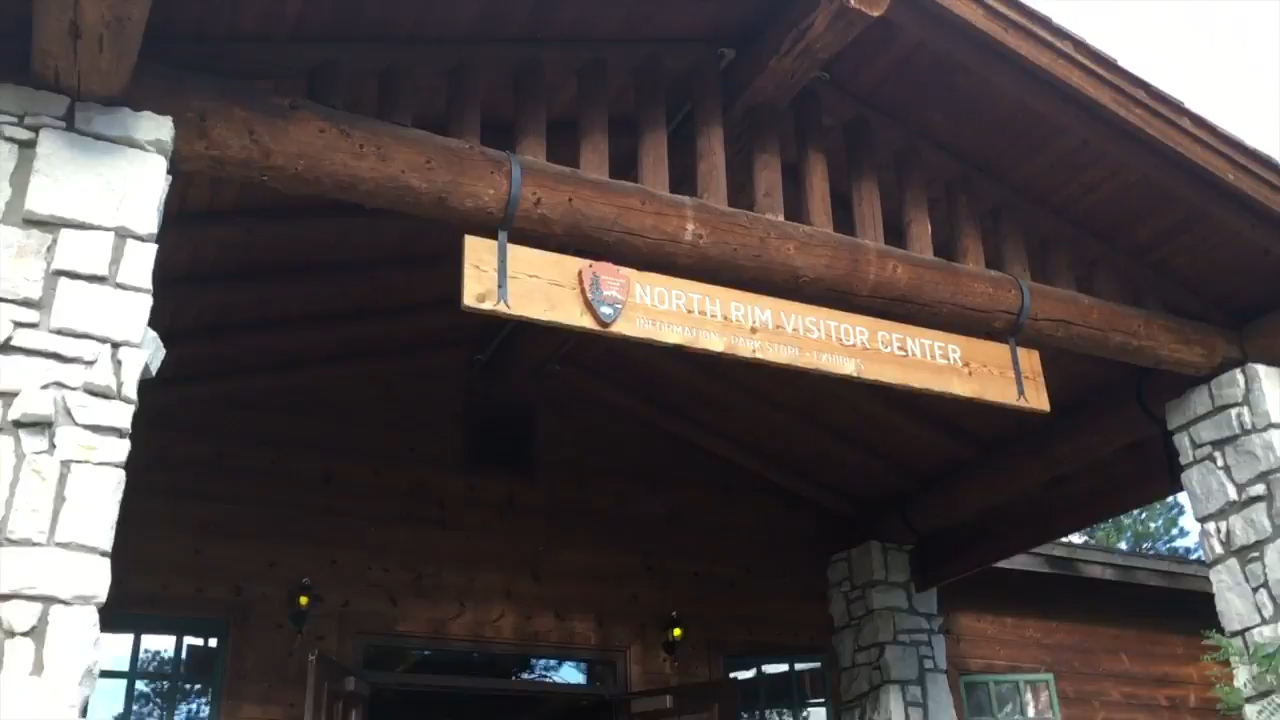 NORTH RIM VISITOR CENTER
INFORMATION • PARK STORE • EXHIBITS